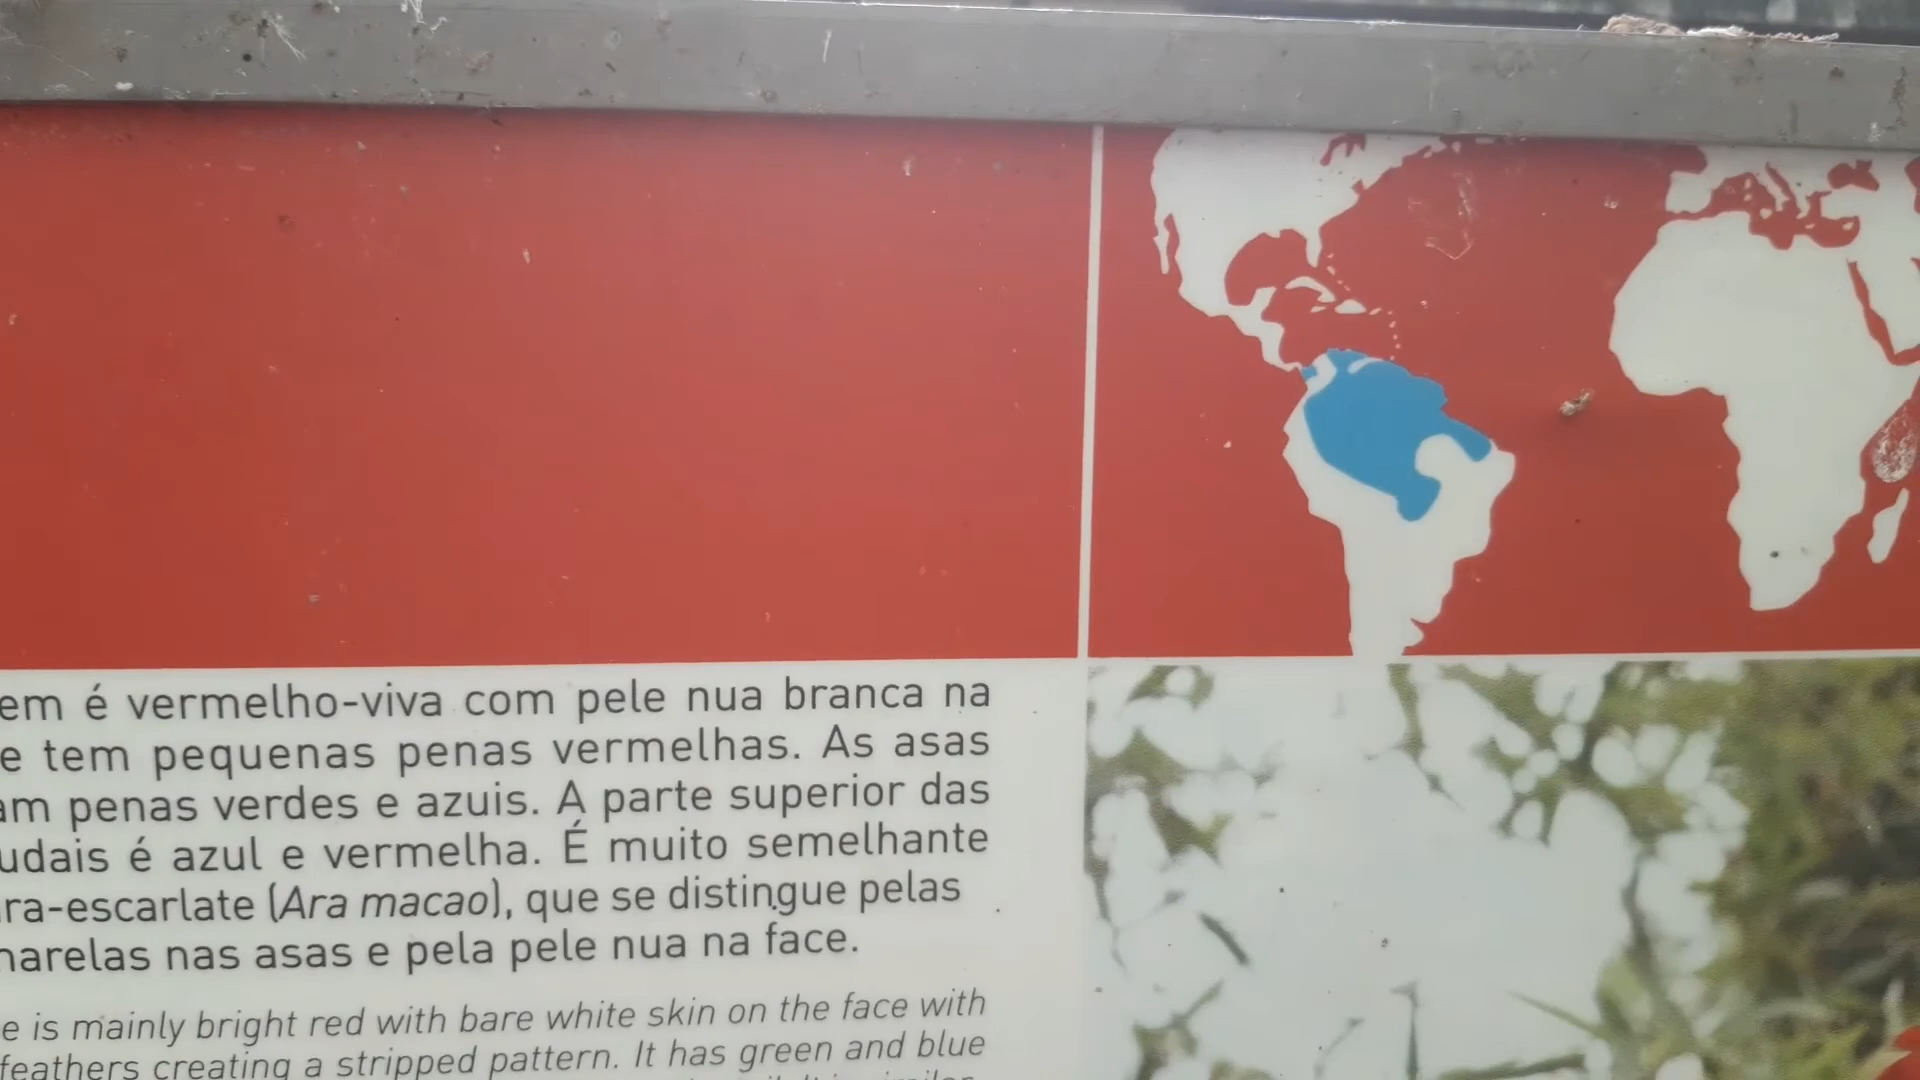 em é vermelho-viva com pele nua branca na
e tem pequenas penas vermelhas. As asas
am penas verdes e azuis. A parte superior das
udais é azul e vermelha. É muito semelhante
ra-escarlate (Ara macao), que se distingue pelas
narelas nas asas e pela pele nua na face.
e is mainly bright red with bare white skin on the face with
feathers creating a stripped pattern. It has green and blue